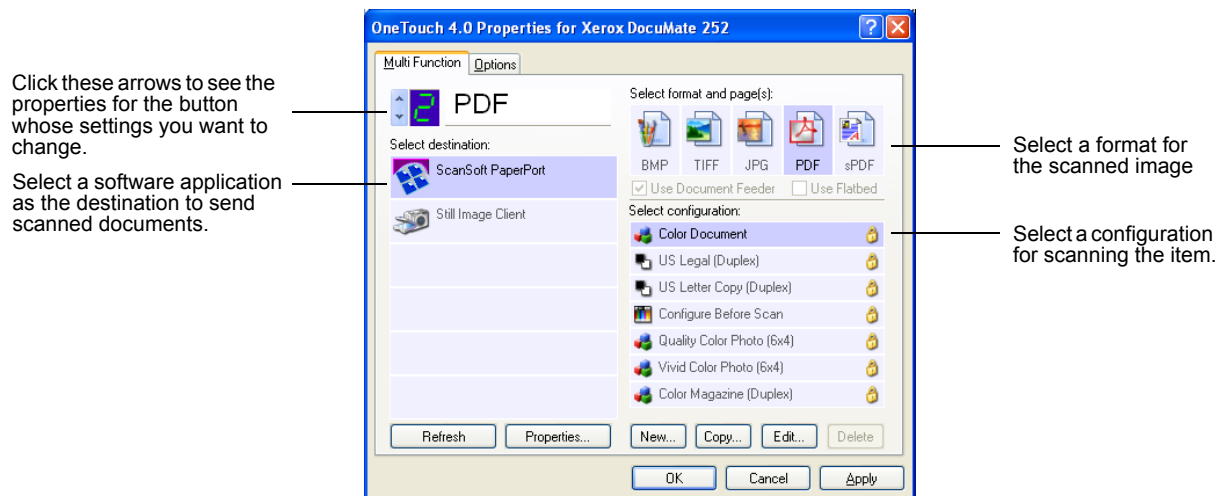 OneTouch 4.0 Properties for Xerox DocuMate 252
Multi Function
Options
Click these arrows to see the
properties for the button
whose settings you want to
change.
Select a software application
as the destination to send
scanned documents.
2 PDF
Select destination:
ScanSoft PaperPort
Still Image Client
Refresh
Properties...
Select format and page(s):
BMP TIFF JPG PDF sPDF
Use Document Feeder
Use Flatbed
Select configuration:
Color Document
US Legal (Duplex)
US Letter Copy (Duplex)
Configure Before Scan
Quality Color Photo (6x4)
Vivid Color Photo (6x4)
Color Magazine (Duplex)
New...
Copy...
Edit...
Delete
OK
Cancel
Apply
Select a format for
the scanned image
Select a configuration
for scanning the item.